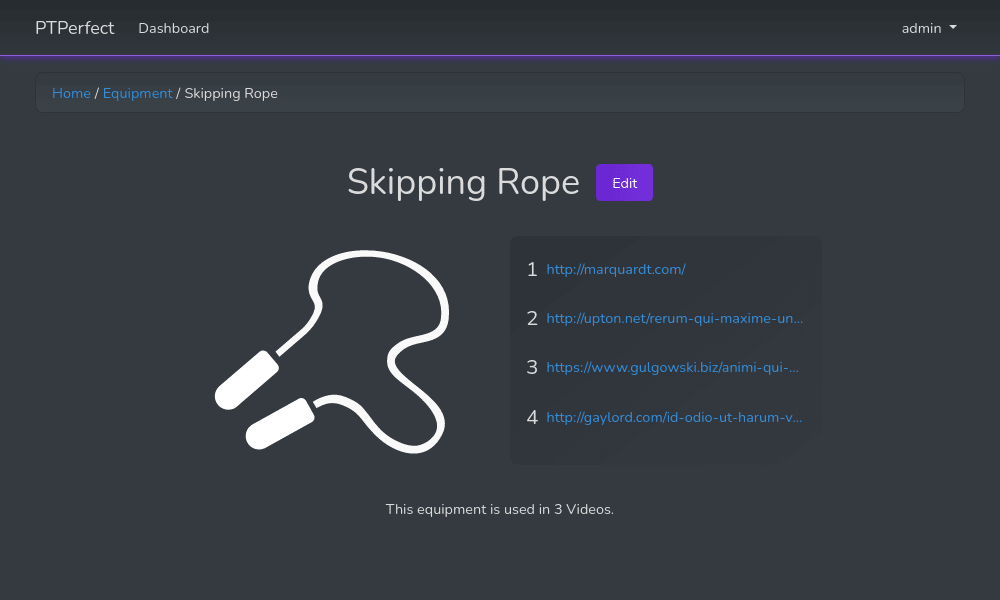 PTPerfect Dashboard admin
Home / Equipment / Skipping Rope
Skipping Rope Edit
1 http://marquardt.com/
2 http://upton.net/rerum-qui-maxime-un...
3 https://www.gulgowski.biz/animi-qui-...
4 http://gaylord.com/id-odio-ut-harum-v...
This equipment is used in 3 Videos.